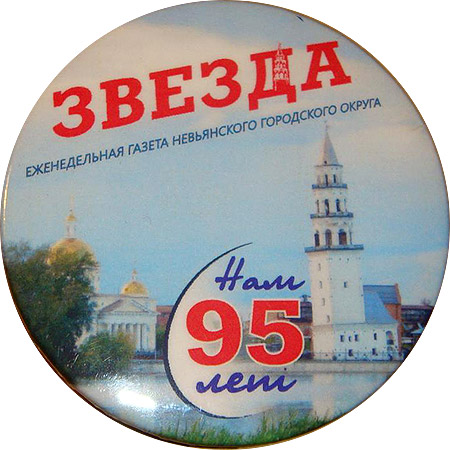 ЗВЕЗДА
ЕЖЕНЕДЕЛЬНАЯ ГАЗЕТА НЕВЬЯНСКОГО ГОРОДСКОГО ОКРУГА
Нам
95
лет